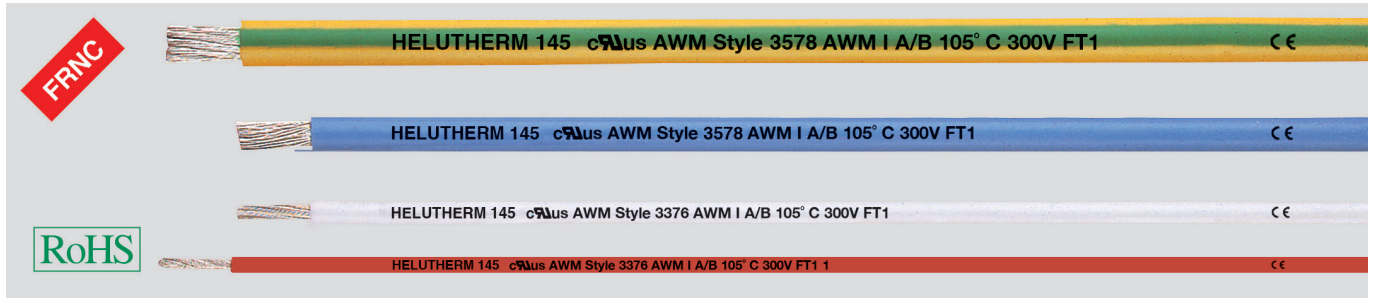 FRNC
HELUTHERM 145 cRUus AWM Style 3578 AWM I A/B 105° C 300V FT1 CE
HELUTHERM 145 cRUus AWM Style 3578 AWM I A/B 105° C 300V FT1 CE
HELUTHERM 145 cRUus AWM Style 3376 AWM I A/B 105° C 300V FT1 CE
RoHS
HELUTHERM 145 cRUus AWM Style 3376 AWM I A/B 105° C 300V FT1 1 CE